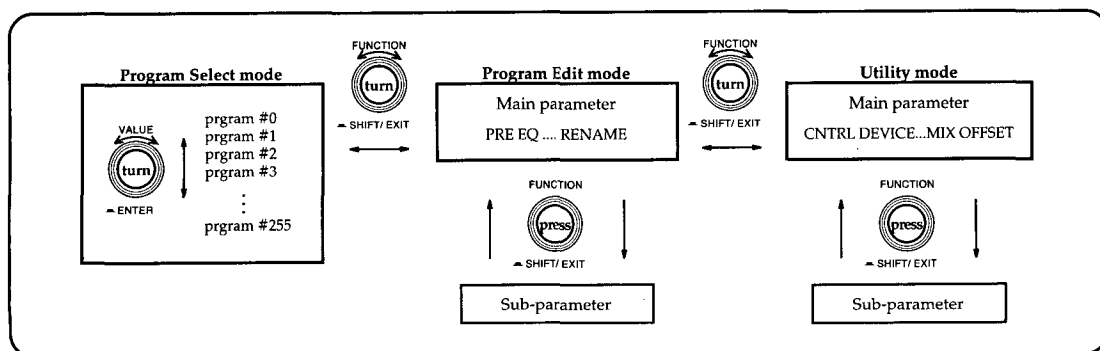 Program Select mode
VALUE
turn
ENTER
prgram #0
prgram #1
prgram #2
prgram #3
⋮
prgram #255
FUNCTION
turn
SHIFT/ EXIT
Program Edit mode
Main parameter
PRE EQ .... RENAME
FUNCTION
press
SHIFT/ EXIT
Sub-parameter
FUNCTION
turn
SHIFT/ EXIT
Utility mode
Main parameter
CNTRL DEVICE...MIX OFFSET
FUNCTION
press
SHIFT/ EXIT
Sub-parameter